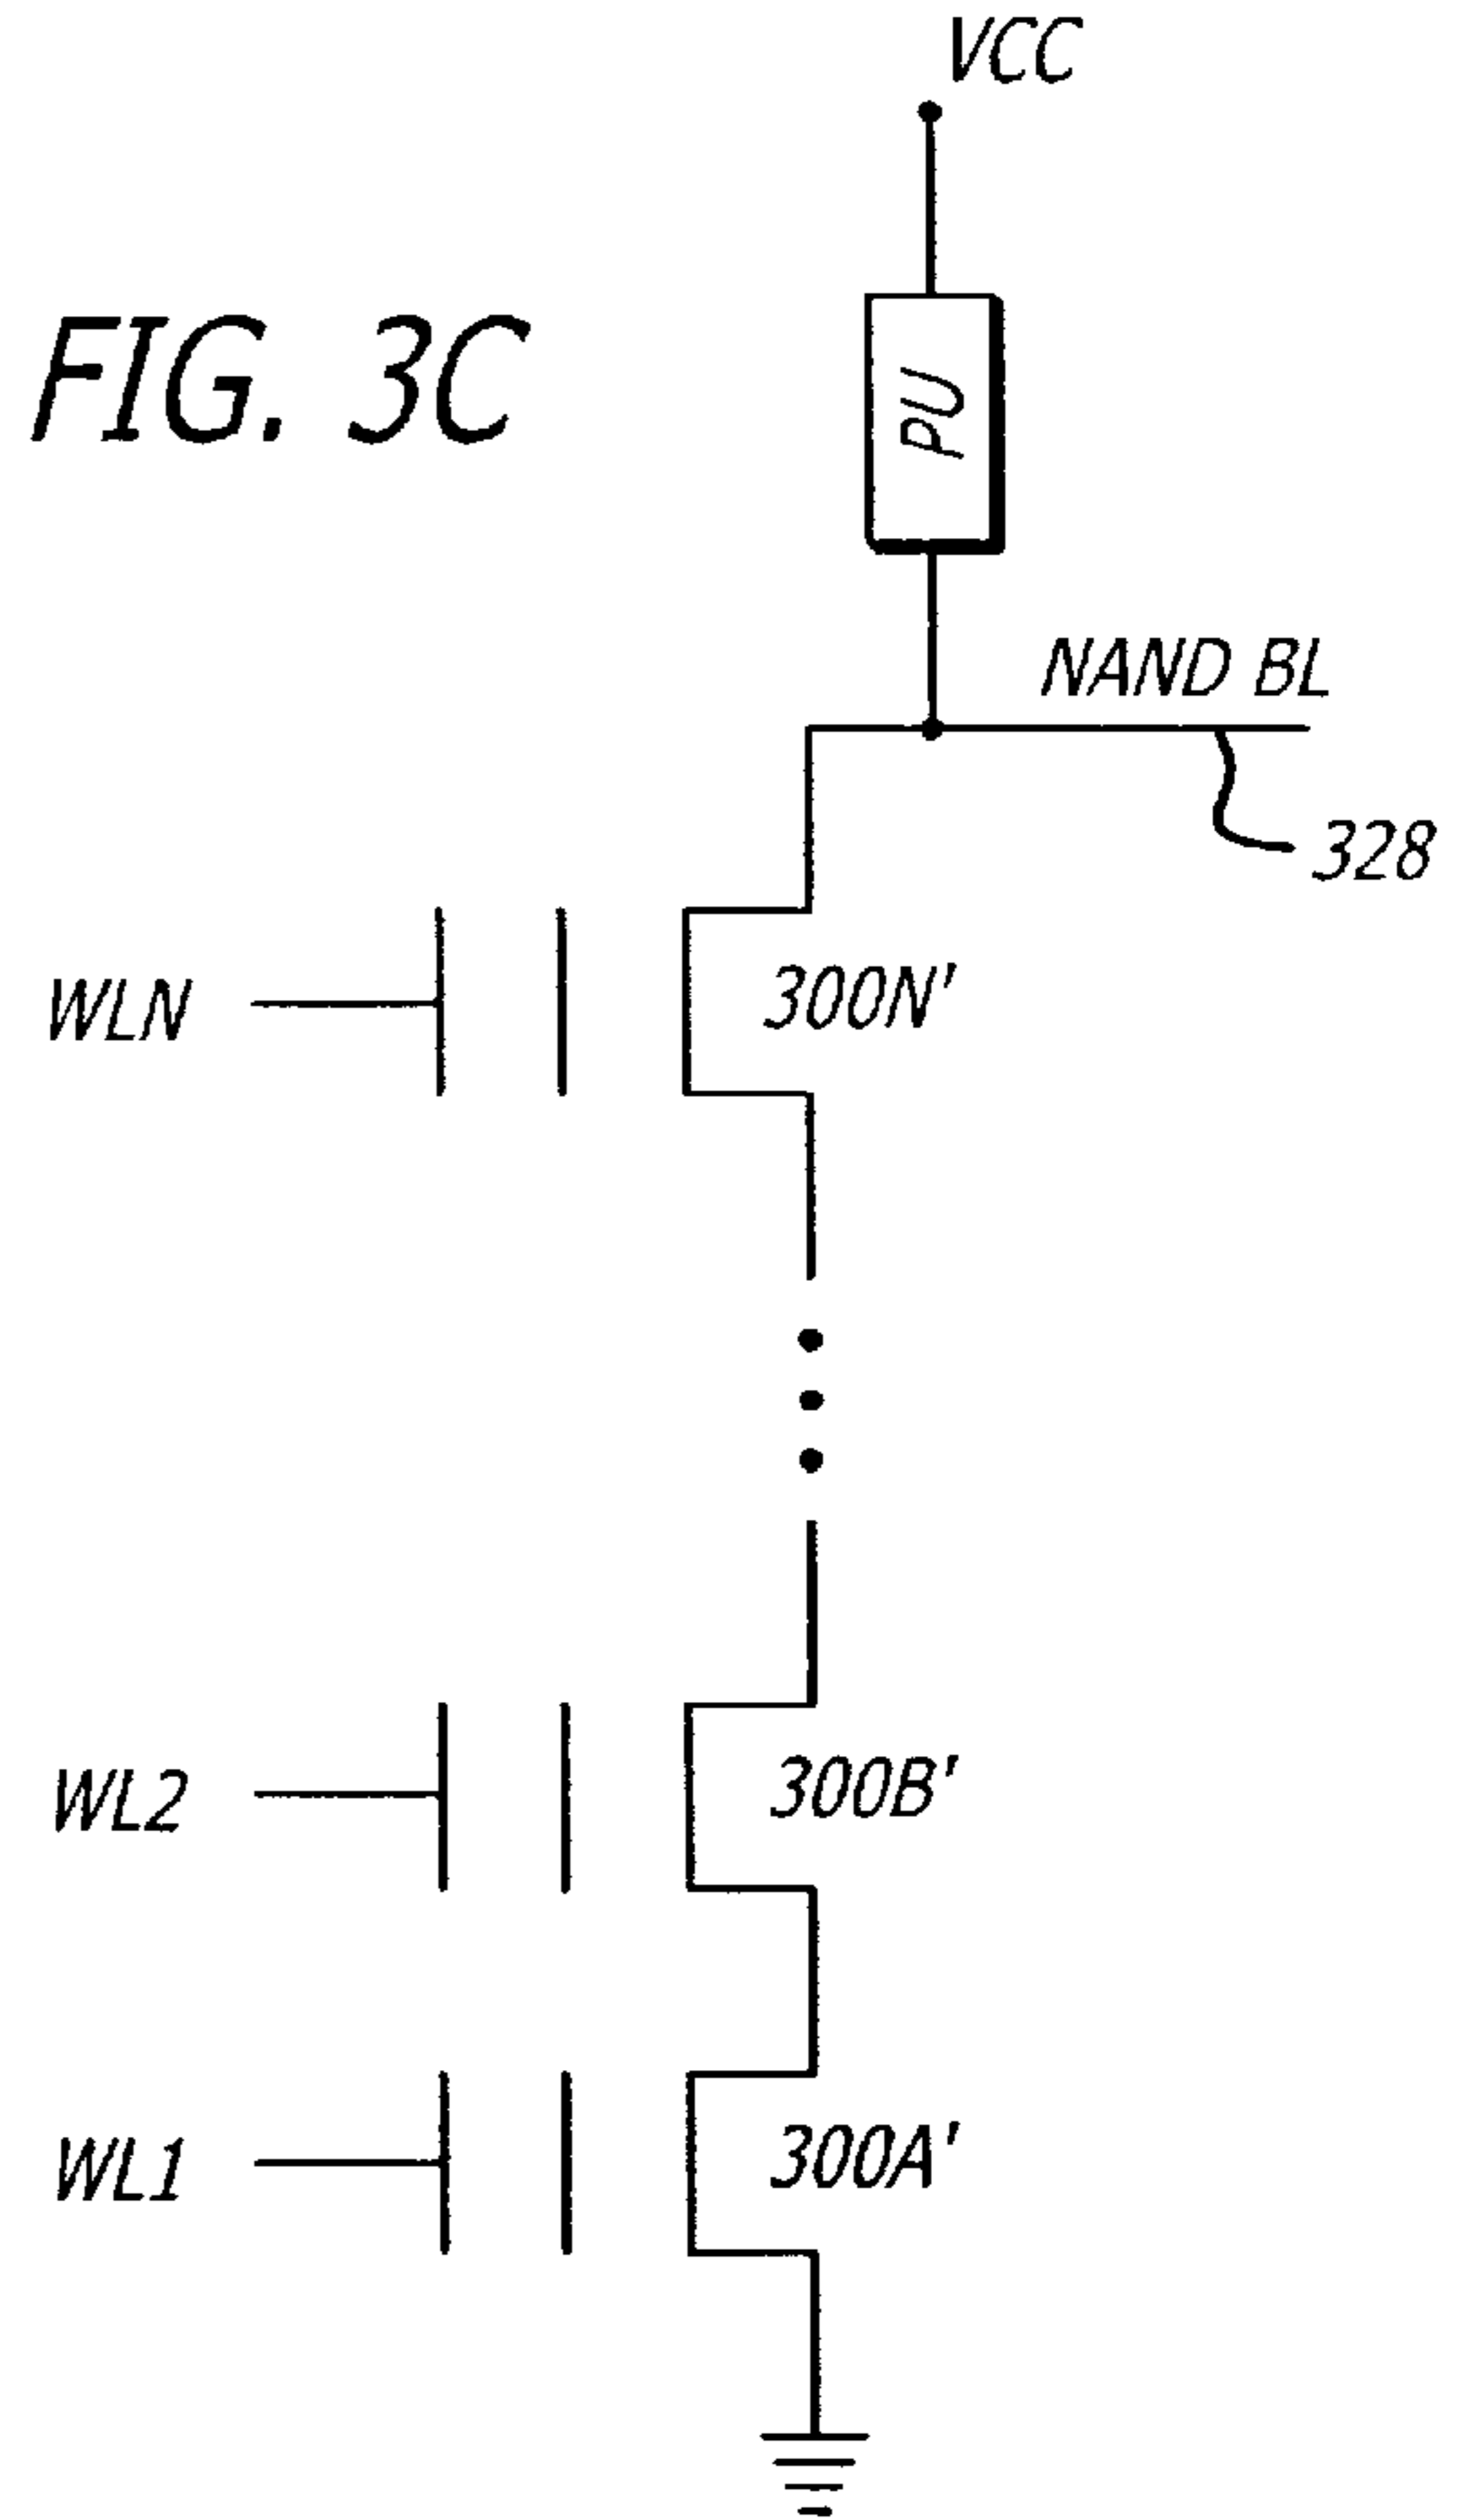 VCC
FIG. 3C
PU
NAND BL
328
WLN
300N'
WL2
300B'
WL1
300A'